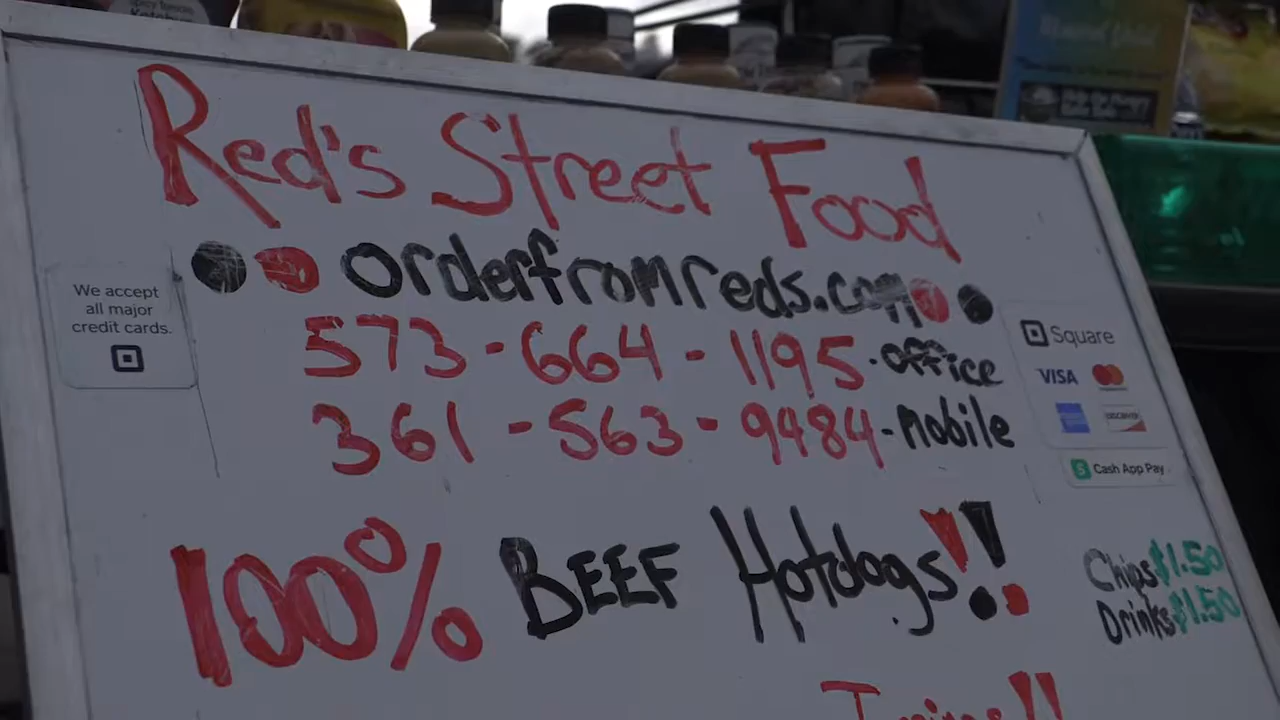 Red's Street Food
orderfromreds.com
573-664-1195-office
361-563-9484-mobile
We accept
all major
credit cards.
Square
VISA
DISCOVER
Cash App Pay
100% BEEF Hotdogs!!
Chips $1.50
Drinks $1.50